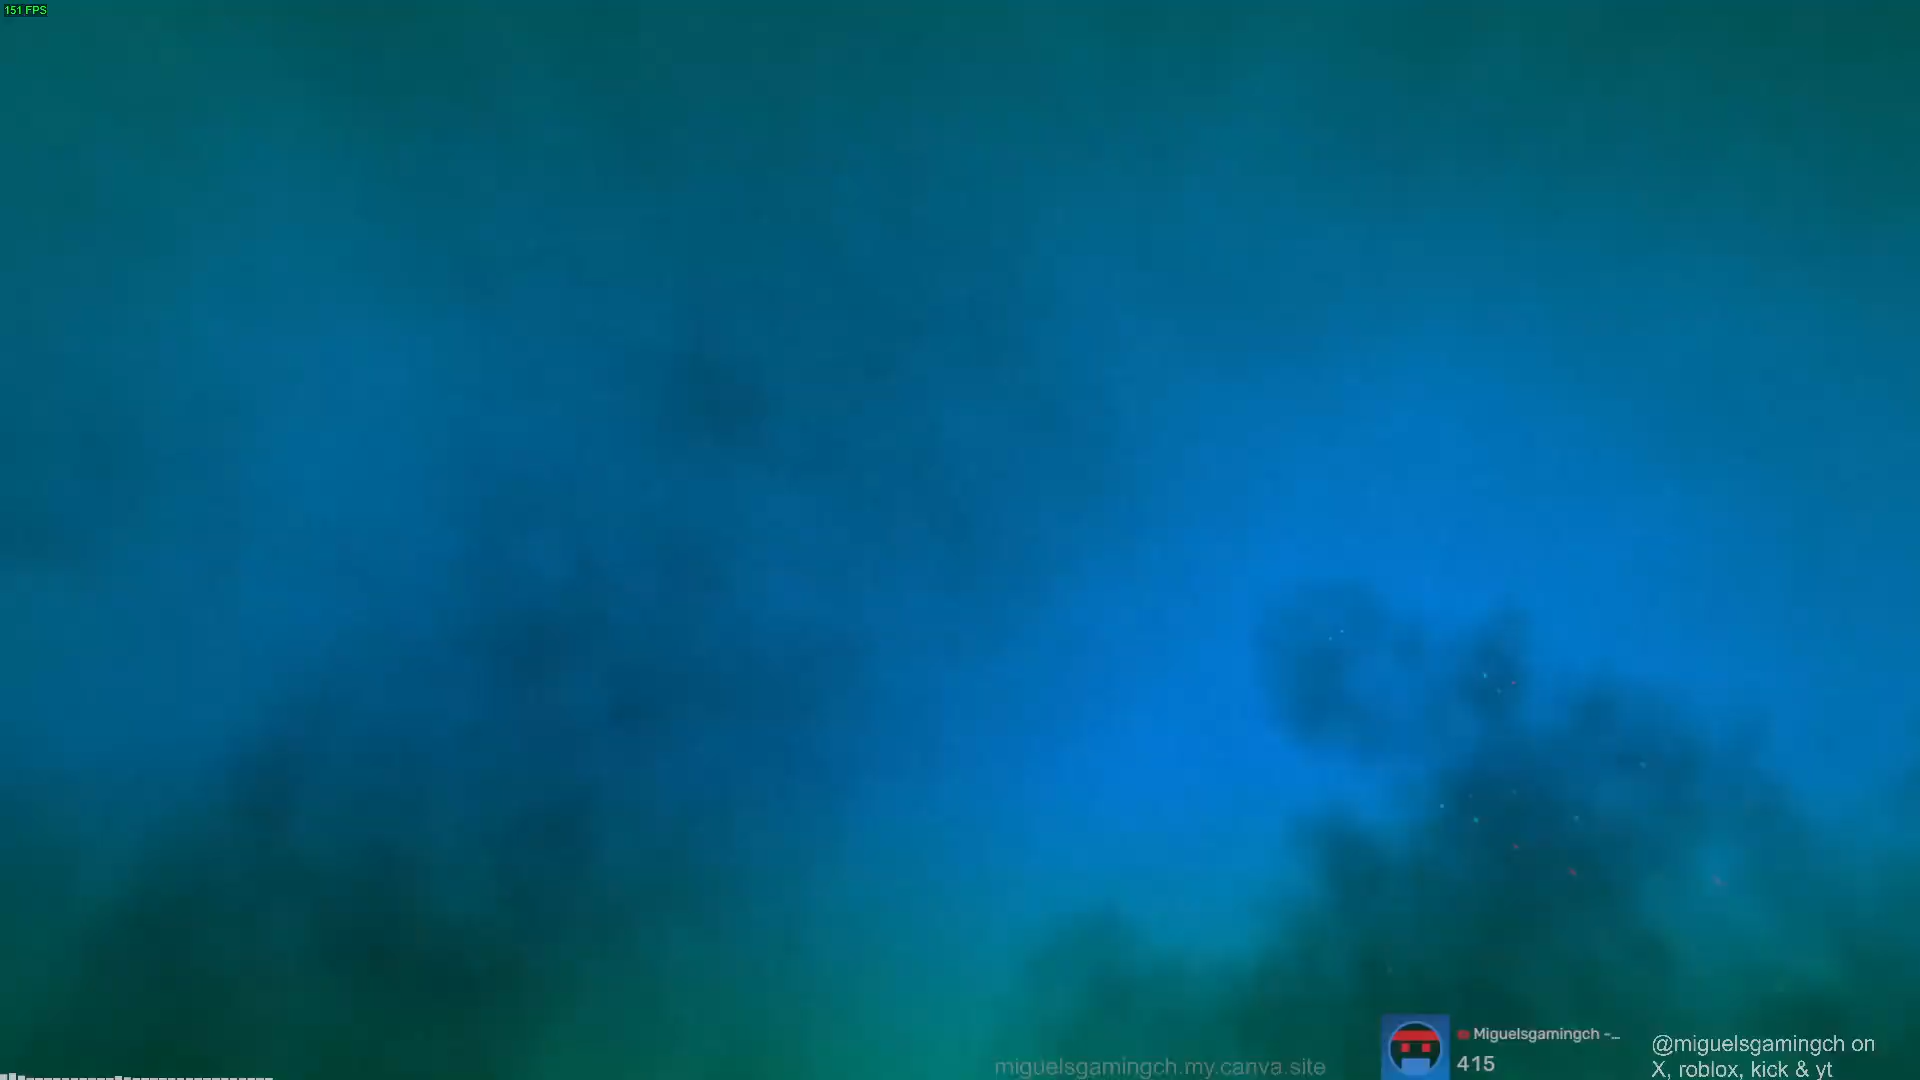 151 FPS
Miguelsgamingch -...
415
@miguelsgamingch on
X, roblox, kick & yt
miguelsgamingch.my.canva.site